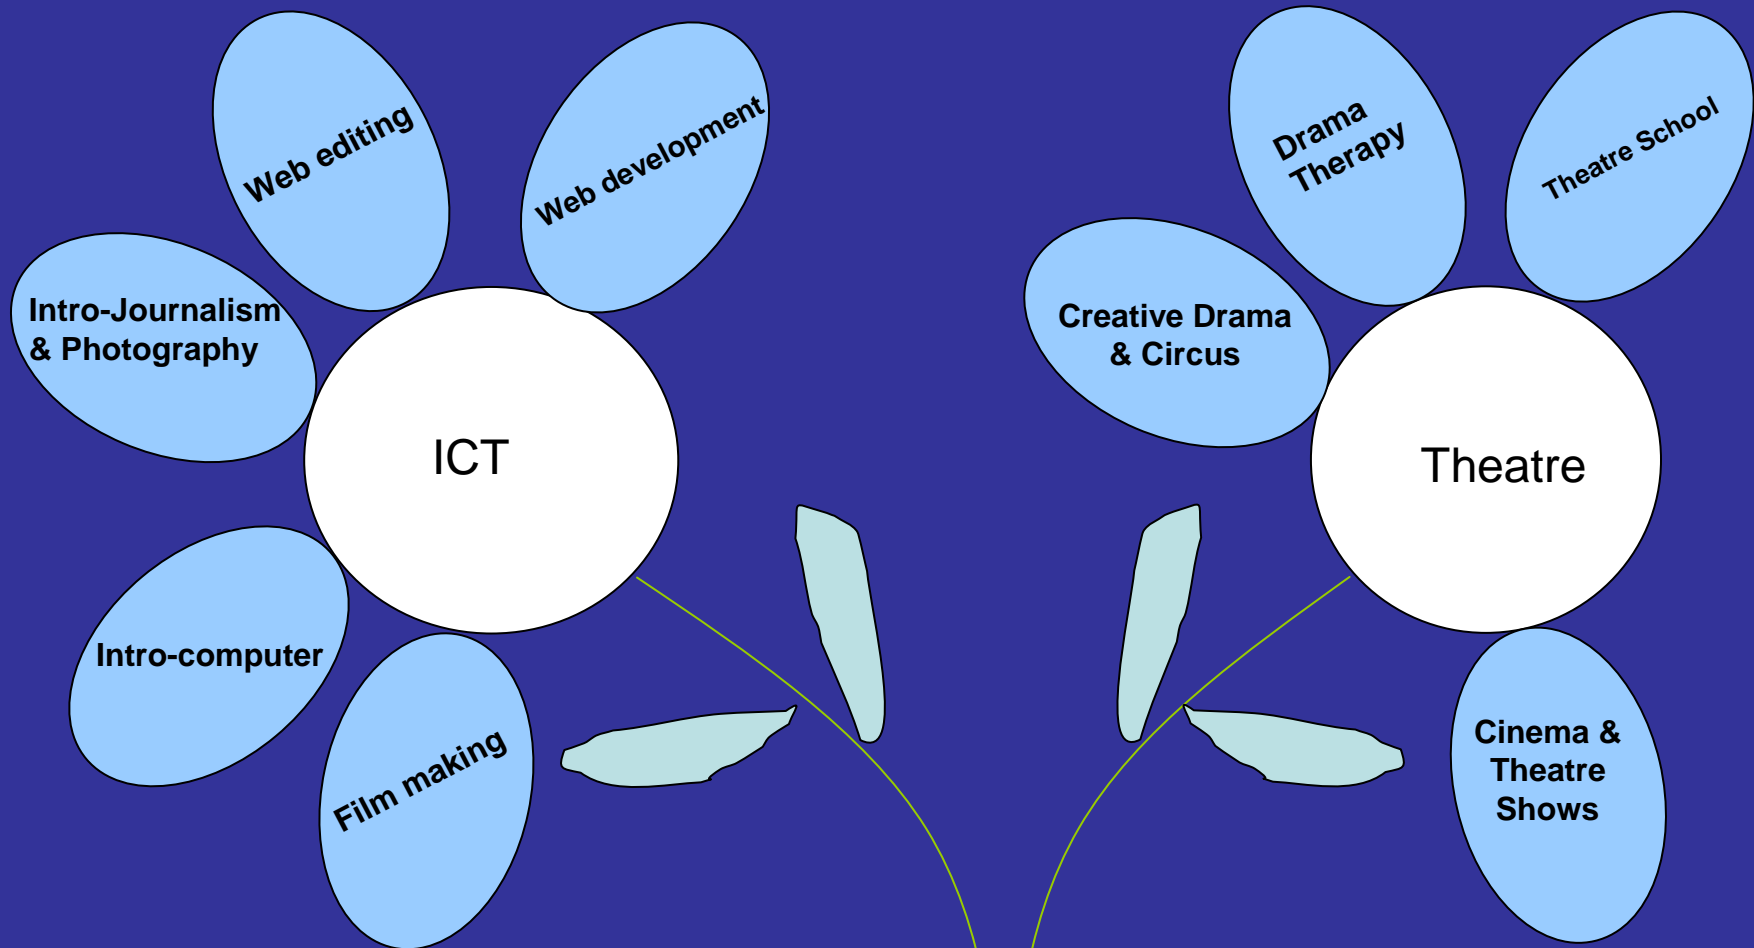 Web editing
Web development
Intro-Journalism
& Photography
ICT
Intro-computer
Film making
Drama
Therapy
Theatre School
Creative Drama
& Circus
Theatre
Cinema &
Theatre
Shows